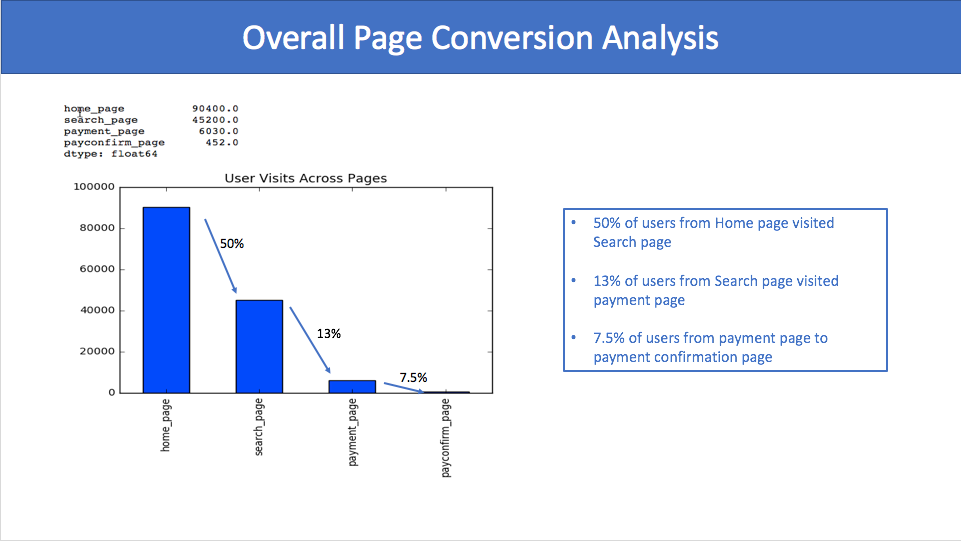 Overall Page Conversion Analysis
home_page 90400.0
search_page 45200.0
payment_page 6030.0
payconfirm_page 452.0
dtype: float64
User Visits Across Pages
100000
80000
60000
40000
20000
0
50%
13%
7.5%
home_page
search_page
payment_page
payconfirm_page
• 50% of users from Home page visited
Search page
• 13% of users from Search page visited
payment page
• 7.5% of users from payment page to
payment confirmation page